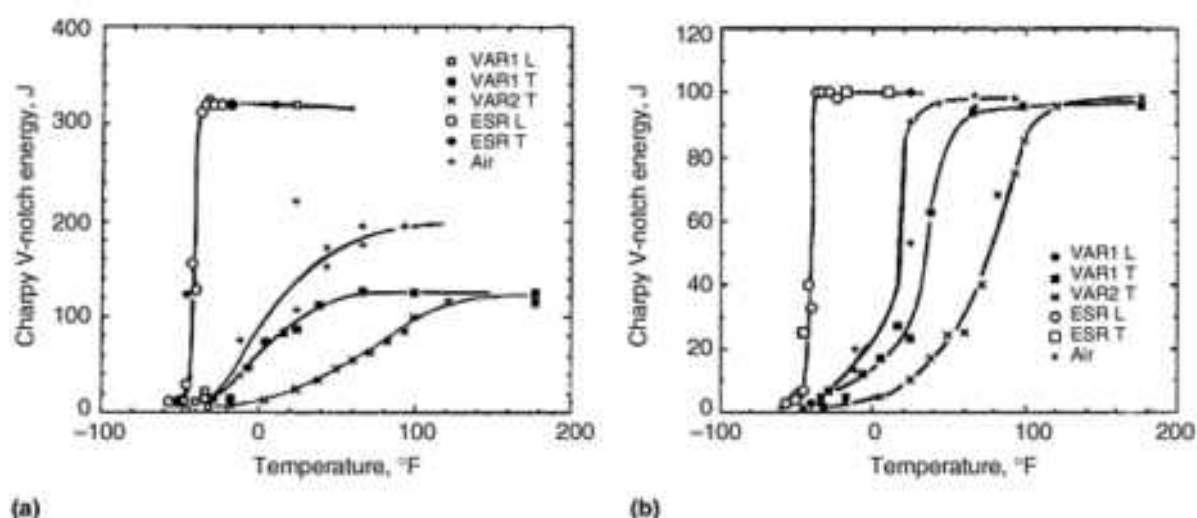 Charpy V-notch energy, J
400
300
200
100
0
VAR1 L
VAR1 T
VAR2 T
ESR L
ESR T
Air
−100
0
100
200
Temperature, °F
(a)
Charpy V-notch energy, J
120
100
80
60
40
20
0
VAR1 L
VAR1 T
VAR2 T
ESR L
ESR T
Air
−100
0
100
200
Temperature, °F
(b)